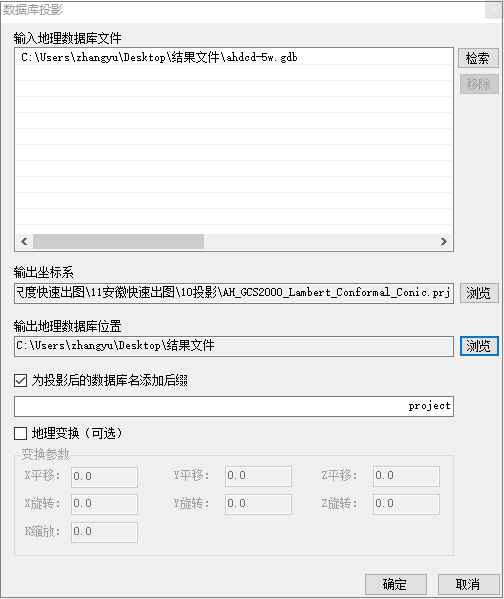 数据库投影
输入地理数据库文件
C:\Users\zhangyu\Desktop\结果文件\ahdcd-5w.gdb
检索
移除
输出坐标系
尺度快速出图\11安徽快速出图\10投影\AH_GCS2000_Lambert_Conformal_Conic.prj
浏览
输出地理数据库位置
C:\Users\zhangyu\Desktop\结果文件
浏览
为投影后的数据库名添加后缀
project
地理变换（可选）
变换参数
X平移： 0.0 Y平移： 0.0 Z平移： 0.0
X旋转： 0.0 Y旋转： 0.0 Z旋转： 0.0
K缩放： 0.0
确定 取消